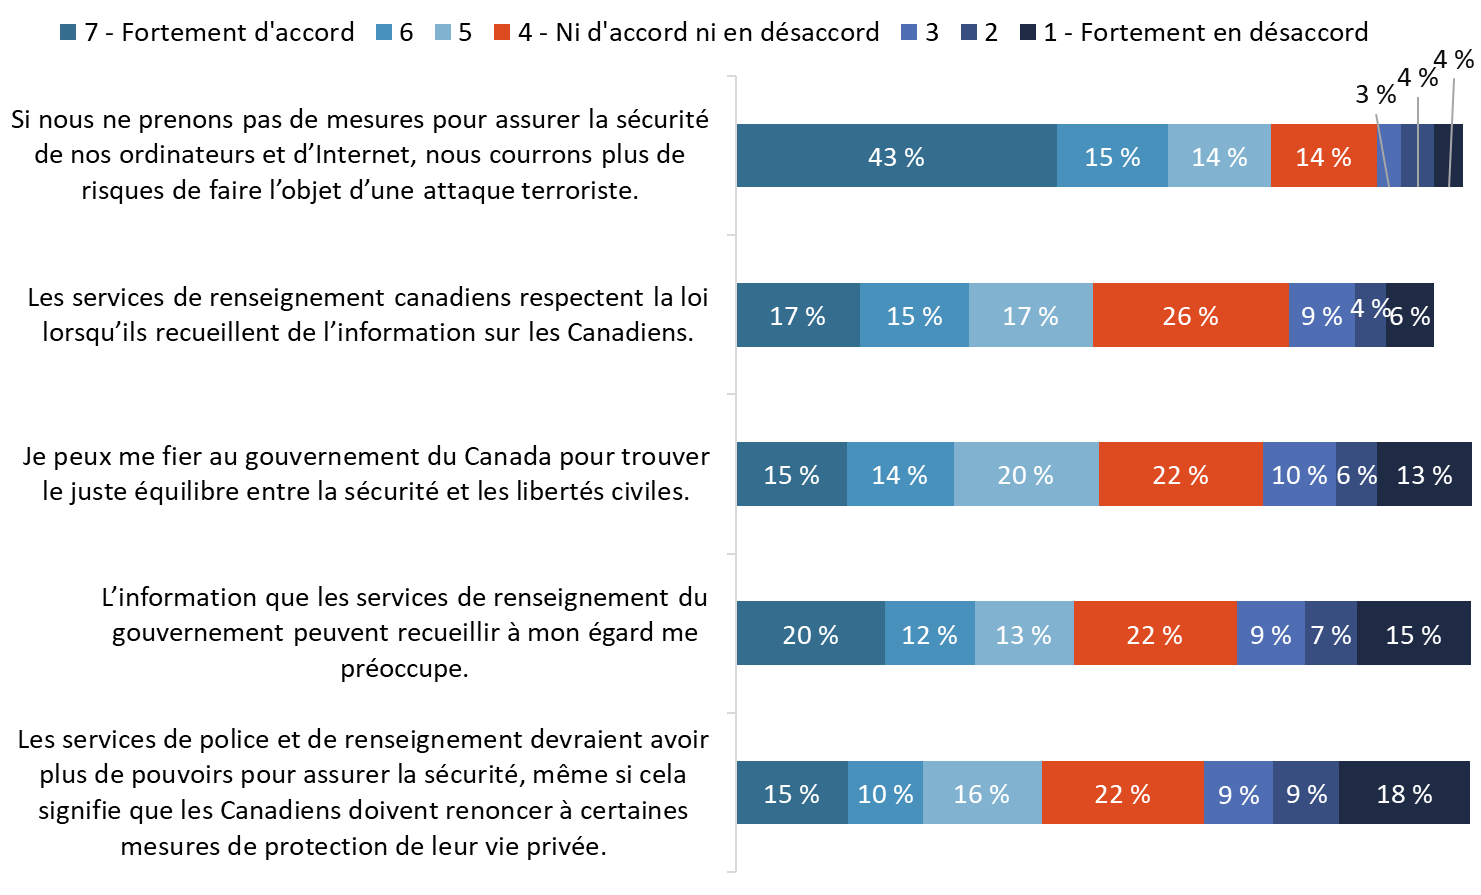 7 - Fortement d'accord 6 5 4 - Ni d'accord ni en désaccord 3 2 1 - Fortement en désaccord
Si nous ne prenons pas de mesures pour assurer la sécurité
de nos ordinateurs et d’Internet, nous courrons plus de
risques de faire l’objet d’une attaque terroriste.
43 % 15 % 14 % 14 % 3 % 4 % 4 %
Les services de renseignement canadiens respectent la loi
lorsqu’ils recueillent de l’information sur les Canadiens.
17 % 15 % 17 % 26 % 9 % 4 % 6 %
Je peux me fier au gouvernement du Canada pour trouver
le juste équilibre entre la sécurité et les libertés civiles.
15 % 14 % 20 % 22 % 10 % 6 % 13 %
L’information que les services de renseignement du
gouvernement peuvent recueillir à mon égard me
préoccupe.
20 % 12 % 13 % 22 % 9 % 7 % 15 %
Les services de police et de renseignement devraient avoir
plus de pouvoirs pour assurer la sécurité, même si cela
signifie que les Canadiens doivent renoncer à certaines
mesures de protection de leur vie privée.
15 % 10 % 16 % 22 % 9 % 9 % 18 %